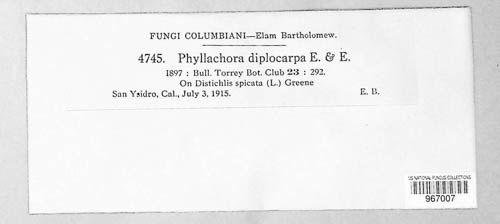 FUNGI COLUMBIANI—Elam Bartholomew.
4745. Phyllachora diplocarpa E. & E.
1897 : Bull. Torrey Bot. Club 23 : 292.
On Distichlis spicata (L.) Greene
San Ysidro, Cal., July 3, 1915. E. B.
US NATIONAL FUNGUS COLLECTIONS
967007